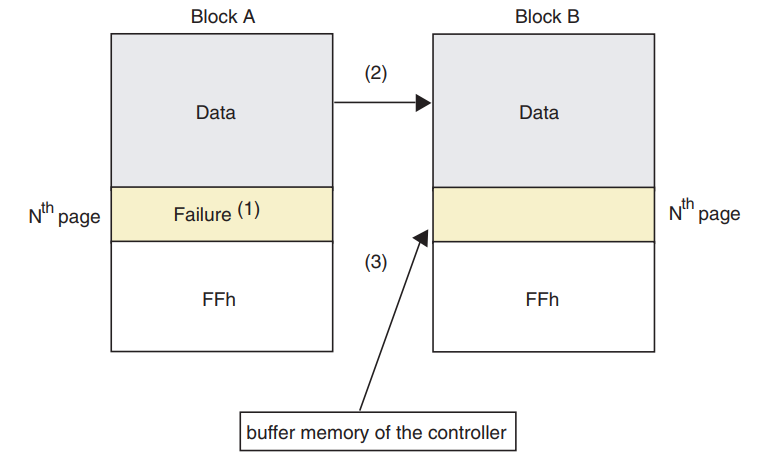 Block A
Block B
(2)
Data
Data
Nth page
Failure (1)
Nth page
(3)
FFh
FFh
buffer memory of the controller